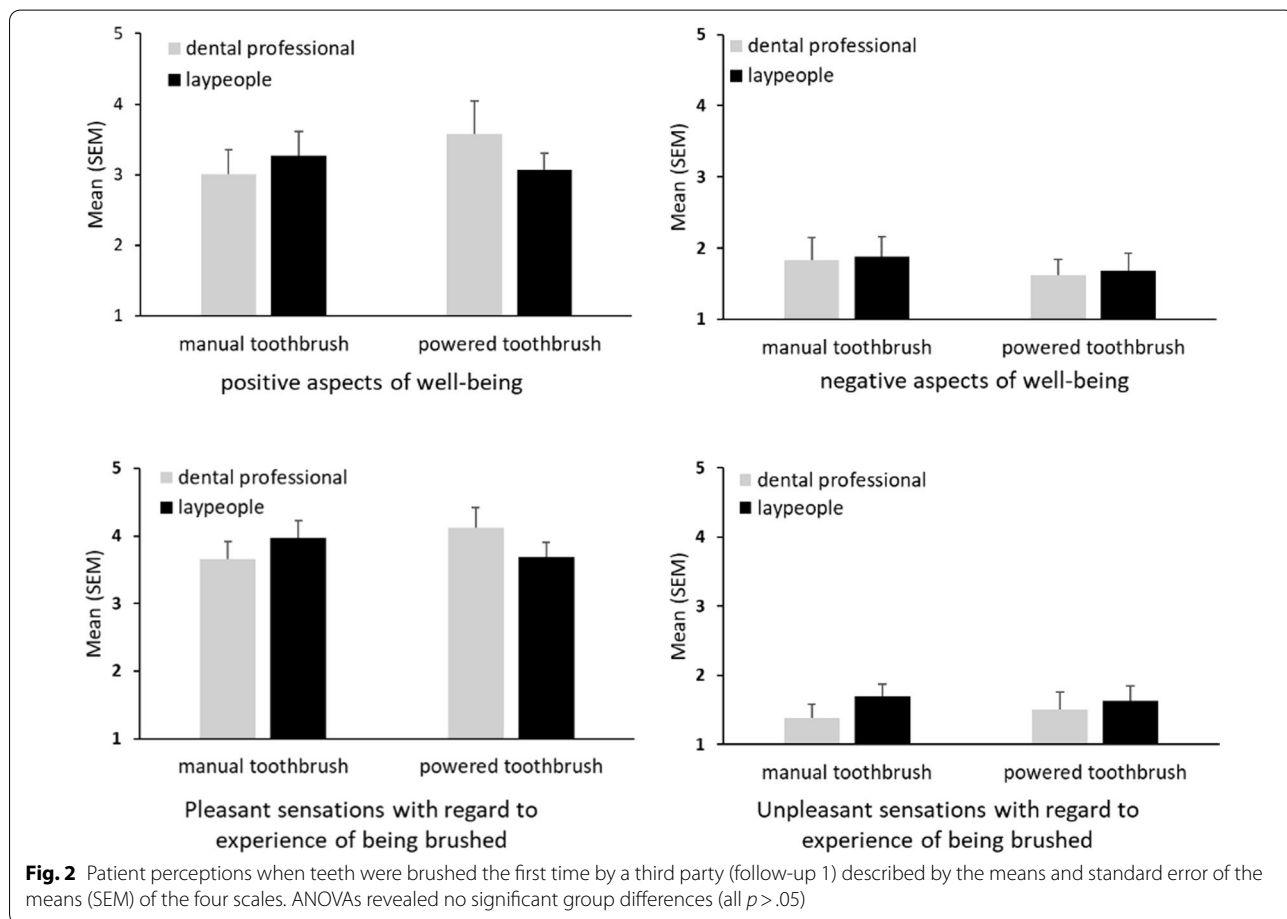 5
4
3
2
1
Mean (SEM)
dental professional
laypeople
manual toothbrush powered toothbrush
positive aspects of well-being
5
4
3
2
1
Mean (SEM)
dental professional
laypeople
manual toothbrush powered toothbrush
negative aspects of well-being
5
4
3
2
1
Mean (SEM)
dental professional
laypeople
manual toothbrush powered toothbrush
Pleasant sensations with regard to
experience of being brushed
5
4
3
2
1
Mean (SEM)
dental professional
laypeople
manual toothbrush powered toothbrush
Unpleasant sensations with regard to
experience of being brushed
Fig. 2 Patient perceptions when teeth were brushed the first time by a third party (follow-up 1) described by the means and standard error of the
means (SEM) of the four scales. ANOVAs revealed no significant group differences (all p > .05)